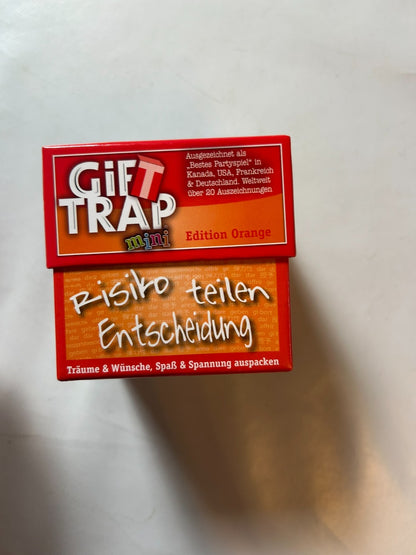 GiFT
TRAP
mini
Ausgezeichnet als
„Bestes Partyspiel“ in
Kanada, USA, Frankreich
& Deutschland. Weltweit
über 20 Auszeichnungen
Edition Orange
Risiko teilen
Entscheidung
Träume & Wünsche, Spaß & Spannung auspacken